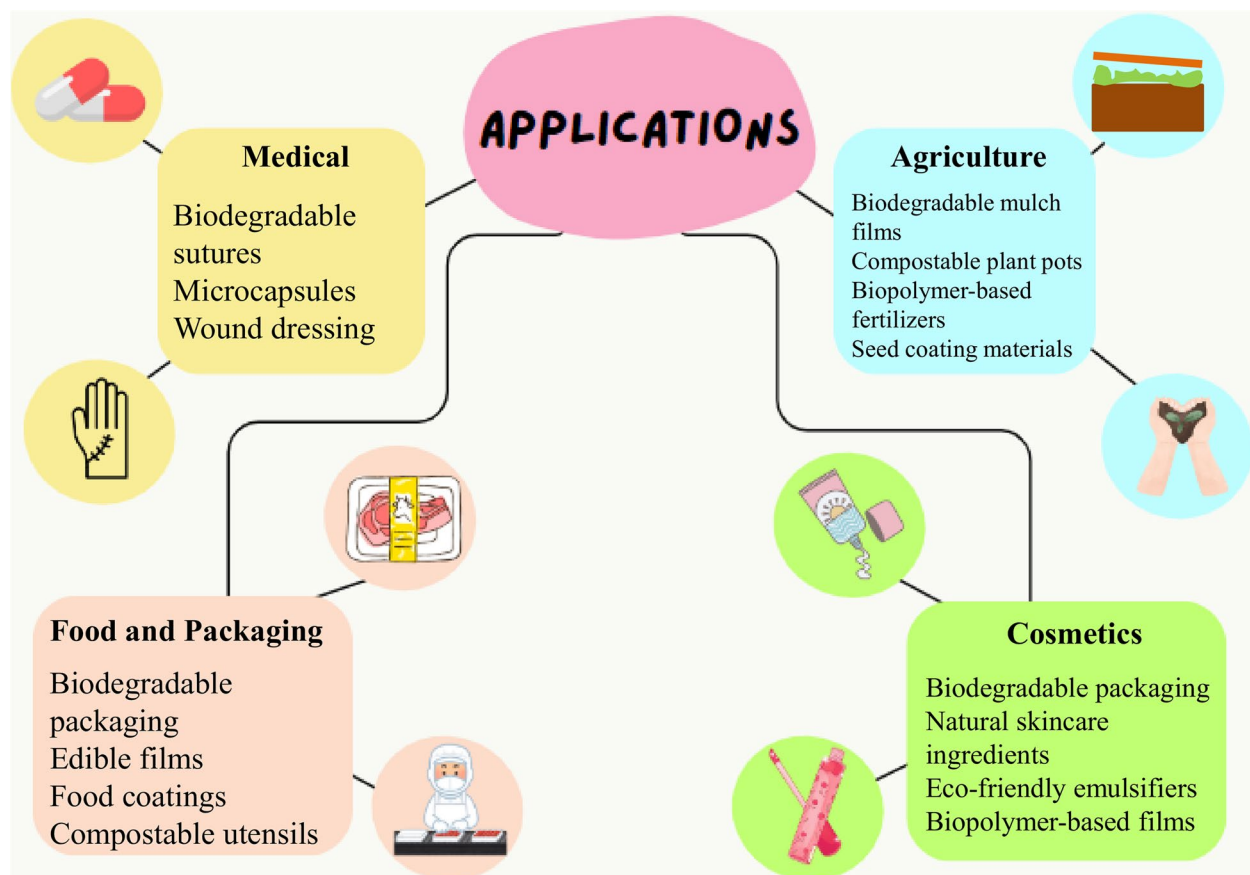 APPLICATIONS
Medical
Biodegradable
sutures
Microcapsules
Wound dressing
Agriculture
Biodegradable mulch
films
Compostable plant pots
Biopolymer-based
fertilizers
Seed coating materials
Food and Packaging
Biodegradable
packaging
Edible films
Food coatings
Compostable utensils
Cosmetics
Biodegradable packaging
Natural skincare
ingredients
Eco-friendly emulsifiers
Biopolymer-based films